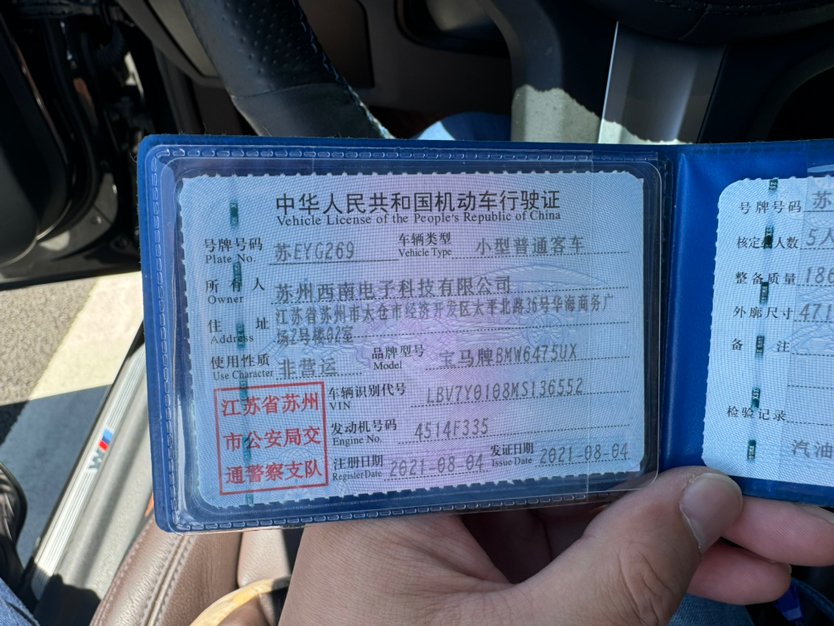 中华人民共和国机动车行驶证
Vehicle License of the People's Republic of China
号牌号码 苏EYG269 车辆类型 小型普通客车
Plate No. Vehicle Type
所有人 苏州西南电子科技有限公司
Owner
住址 江苏省苏州市太仓市经济开发区太平北路36号华海商务广
Address 场2号楼02室
使用性质 非营运 品牌型号 宝马牌BMW6475UX
Use Character Model
江苏省苏州
市公安局交
通警察支队
车辆识别代号 LBV7Y0108MS136552
VIN
发动机号码 4514F335
Engine No.
注册日期 2021-08-04 发证日期 2021-08-04
Register Date Issue Date
号牌号码 苏
核定载人数 5人
整备质量 186
外廓尺寸 471
备注
检验记录
汽油